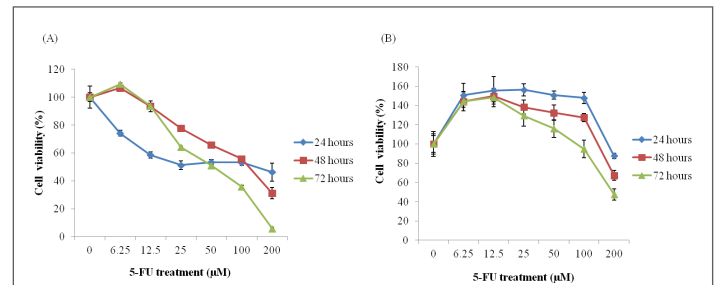 (A)
120
100
80
60
40
20
0
Cell viability (%)
0 6.25 12.5 25 50 100 200
5-FU treatment (µM)
24 hours
48 hours
72 hours
(B)
180
160
140
120
100
80
60
40
20
0
Cell viability (%)
0 6.25 12.5 25 50 100 200
5-FU treatment (µM)
24 hours
48 hours
72 hours